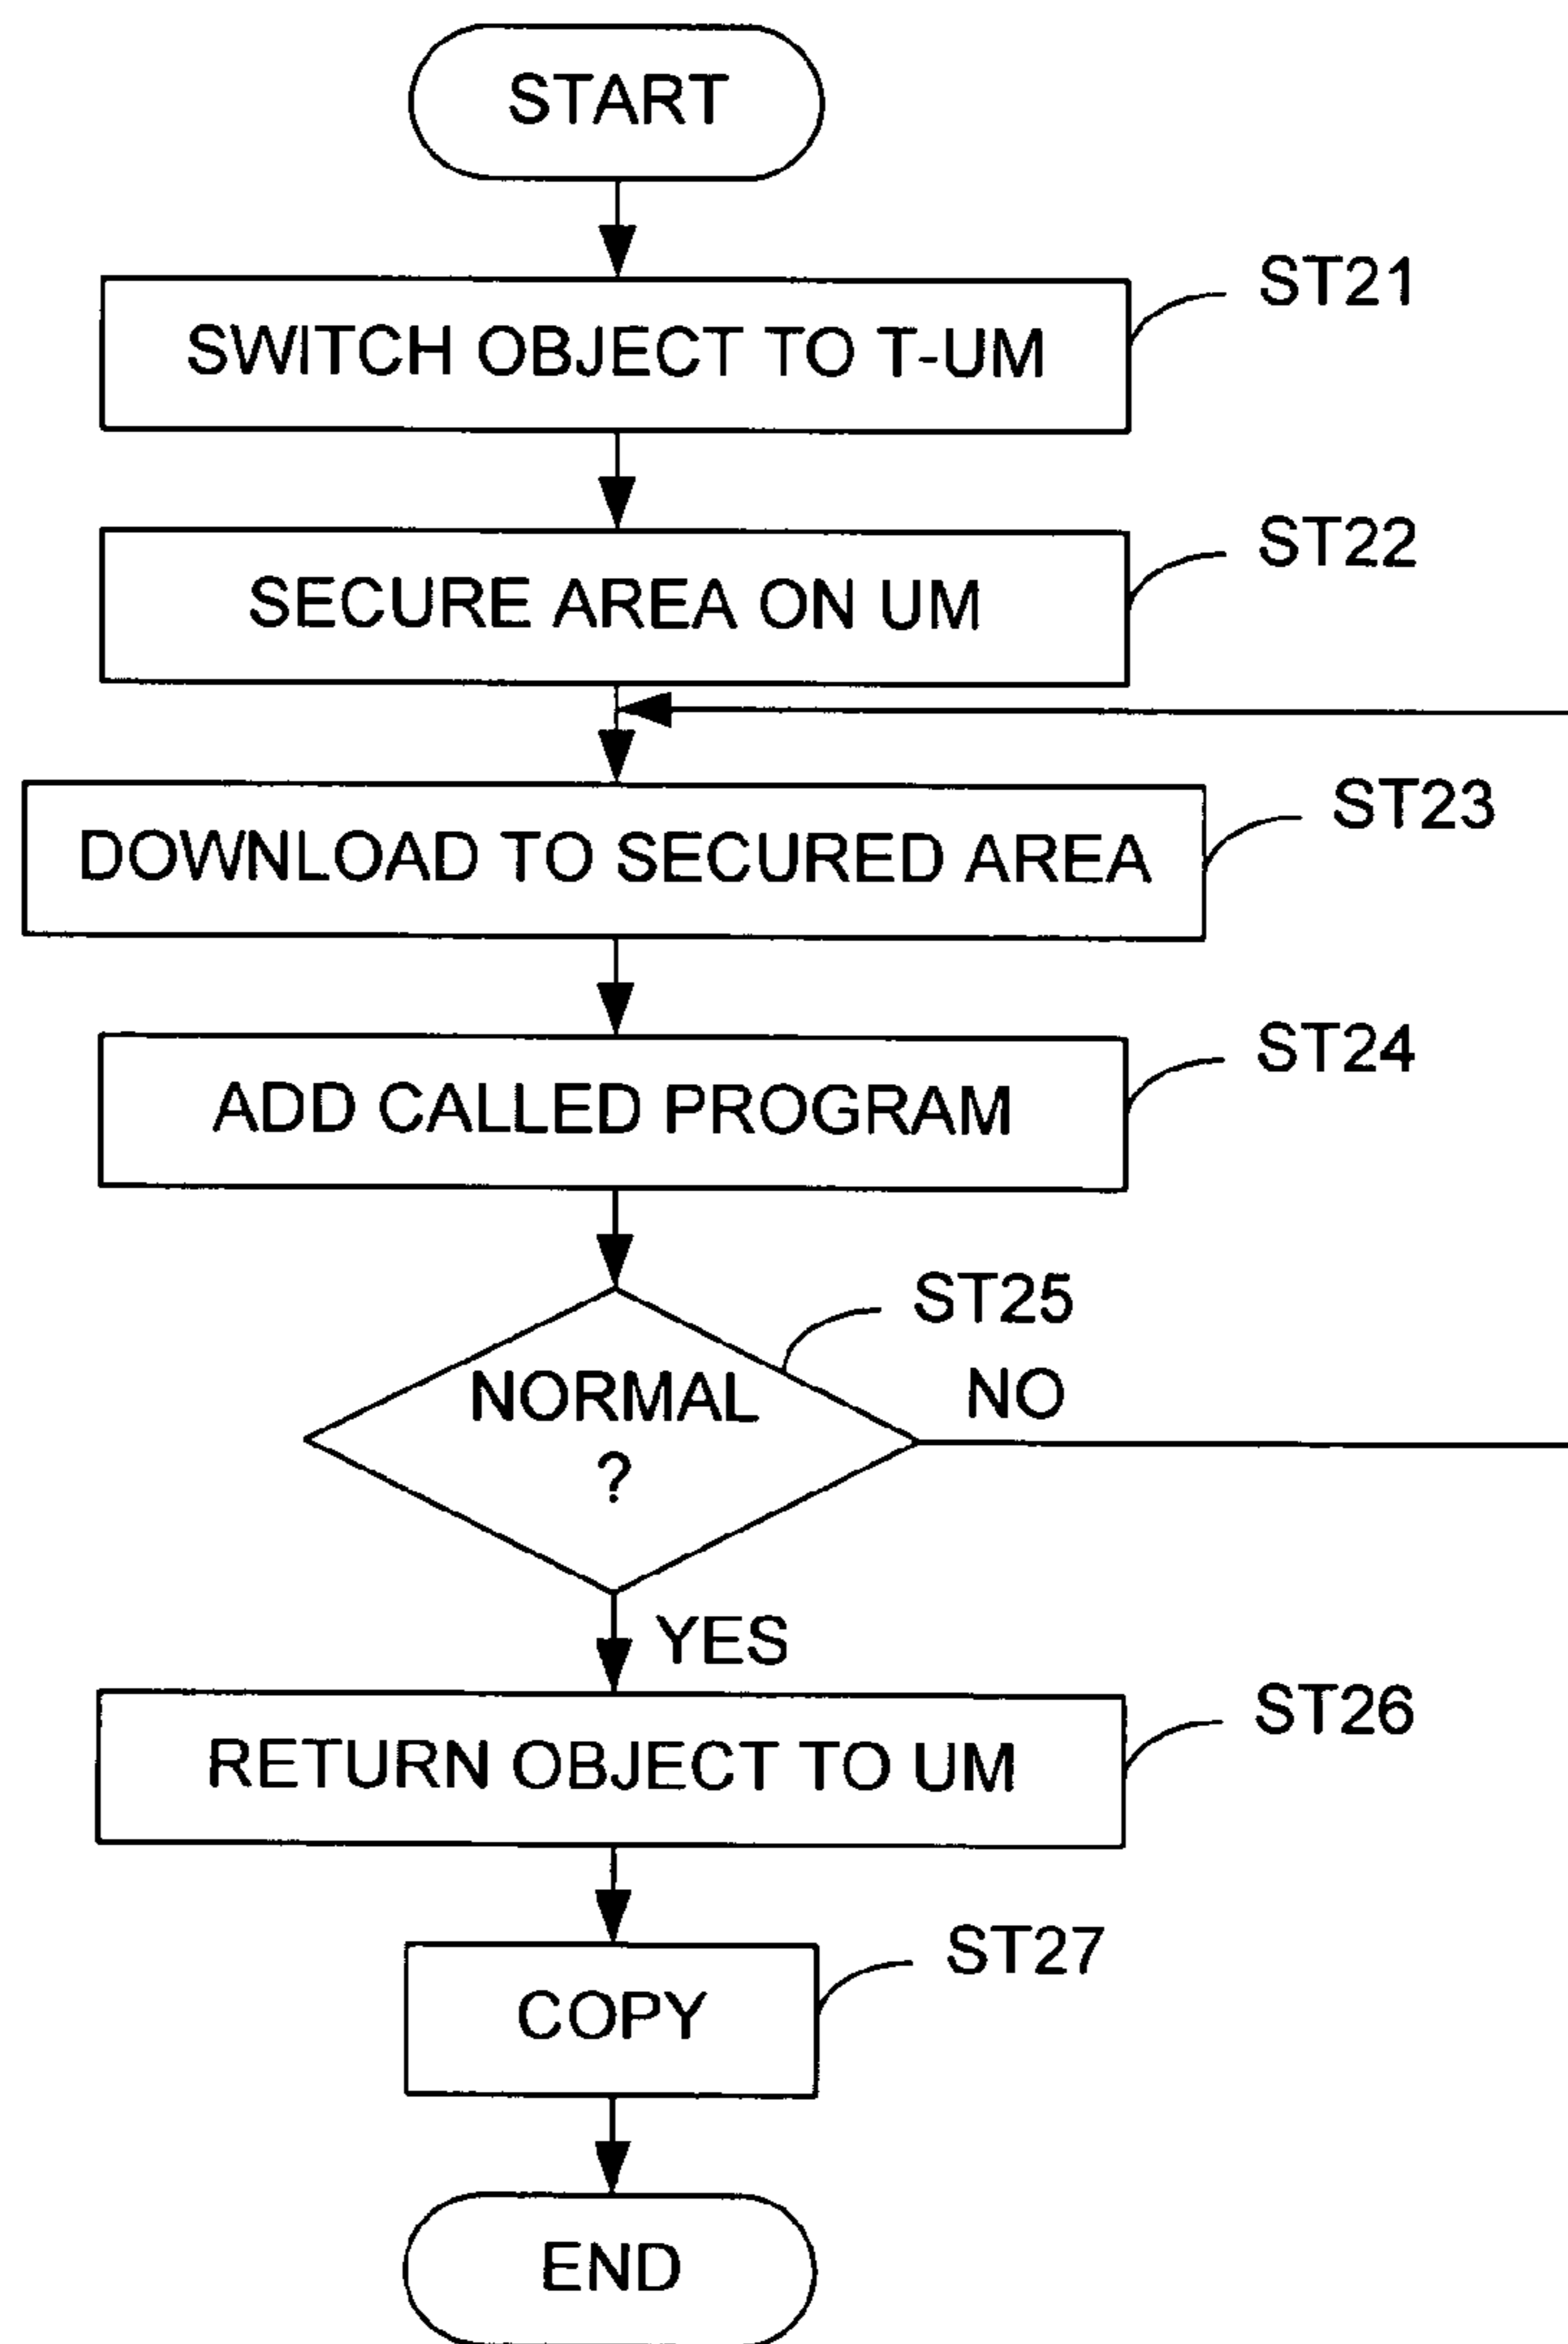 START
SWITCH OBJECT TO T-UM
ST21
SECURE AREA ON UM
ST22
DOWNLOAD TO SECURED AREA
ST23
ADD CALLED PROGRAM
ST24
NORMAL
?
ST25
NO
YES
RETURN OBJECT TO UM
ST26
COPY
ST27
END